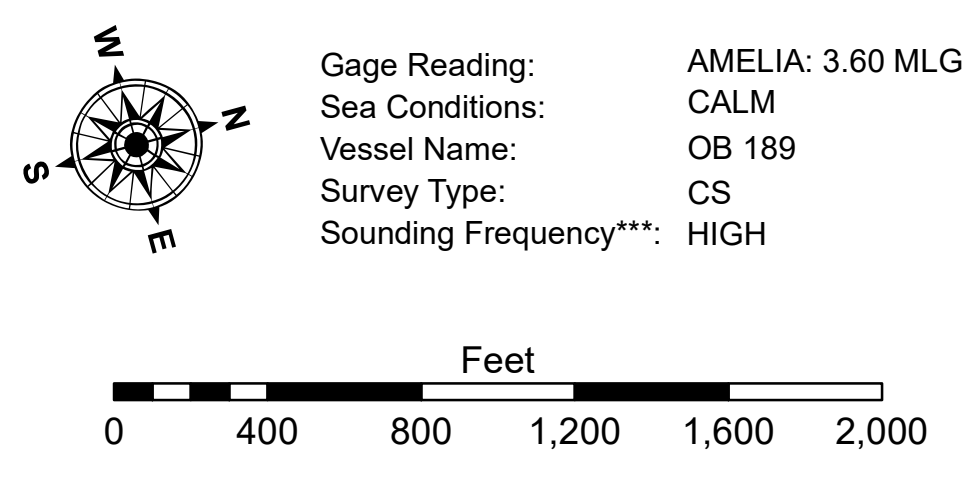 W
N
S
E
Gage Reading: AMELIA: 3.60 MLG
Sea Conditions: CALM
Vessel Name: OB 189
Survey Type: CS
Sounding Frequency***: HIGH
Feet
0 400 800 1,200 1,600 2,000